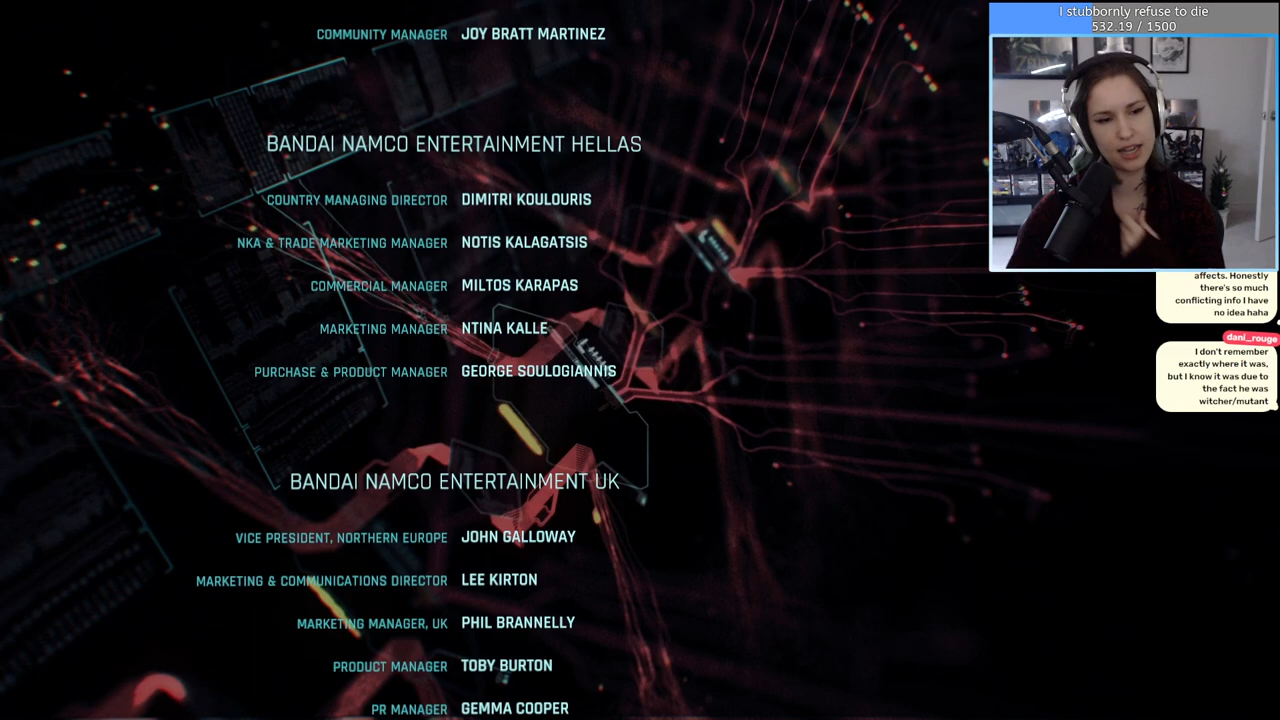 COMMUNITY MANAGER JOY BRATT MARTINEZ
BANDAI NAMCO ENTERTAINMENT HELLAS
COUNTRY MANAGING DIRECTOR DIMITRI KOULOURIS
NKA & TRADE MARKETING MANAGER NOTIS KALAGATSIS
COMMERCIAL MANAGER MILTOS KARAPAS
MARKETING MANAGER NTINA KALLE
PURCHASE & PRODUCT MANAGER GEORGE SOULOGIANNIS
BANDAI NAMCO ENTERTAINMENT UK
VICE PRESIDENT, NORTHERN EUROPE JOHN GALLOWAY
MARKETING & COMMUNICATIONS DIRECTOR LEE KIRTON
MARKETING MANAGER, UK PHIL BRANNELLY
PRODUCT MANAGER TOBY BURTON
PR MANAGER GEMMA COOPER
I stubbornly refuse to die
532.19 / 1500
affects. Honestly
there's so much
conflicting info I have
no idea haha
dani_rouge
I don't remember
exactly where it was,
but I know it was due to
the fact he was
witcher/mutant